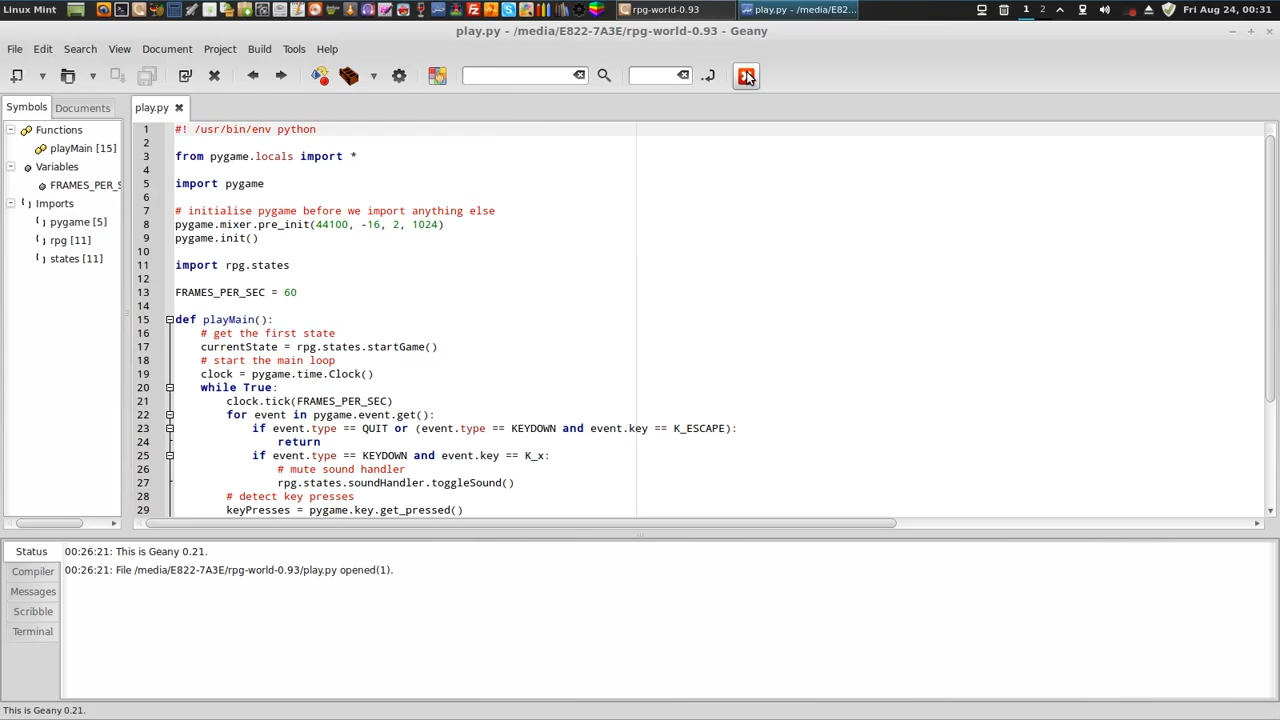 Linux Mint
rpg-world-0.93
play.py - /media/E82...
1 2
Fri Aug 24, 00:31
play.py - /media/E822-7A3E/rpg-world-0.93 - Geany
File Edit Search View Document Project Build Tools Help
Symbols Documents
play.py
Functions
playMain [15]
Variables
FRAMES_PER_S
Imports
pygame [5]
rpg [11]
states [11]
1 #! /usr/bin/env python
2
3 from pygame.locals import *
4
5 import pygame
6
7 # initialise pygame before we import anything else
8 pygame.mixer.pre_init(44100, -16, 2, 1024)
9 pygame.init()
10
11 import rpg.states
12
13 FRAMES_PER_SEC = 60
14
15 def playMain():
16 # get the first state
17 currentState = rpg.states.startGame()
18 # start the main loop
19 clock = pygame.time.Clock()
20 while True:
21 clock.tick(FRAMES_PER_SEC)
22 for event in pygame.event.get():
23 if event.type == QUIT or (event.type == KEYDOWN and event.key == K_ESCAPE):
24 return
25 if event.type == KEYDOWN and event.key == K_x:
26 # mute sound handler
27 rpg.states.soundHandler.toggleSound()
28 # detect key presses
29 keyPresses = pygame.key.get_pressed()
Status
Compiler
Messages
Scribble
Terminal
00:26:21: This is Geany 0.21.
00:26:21: File /media/E822-7A3E/rpg-world-0.93/play.py opened(1).
This is Geany 0.21.